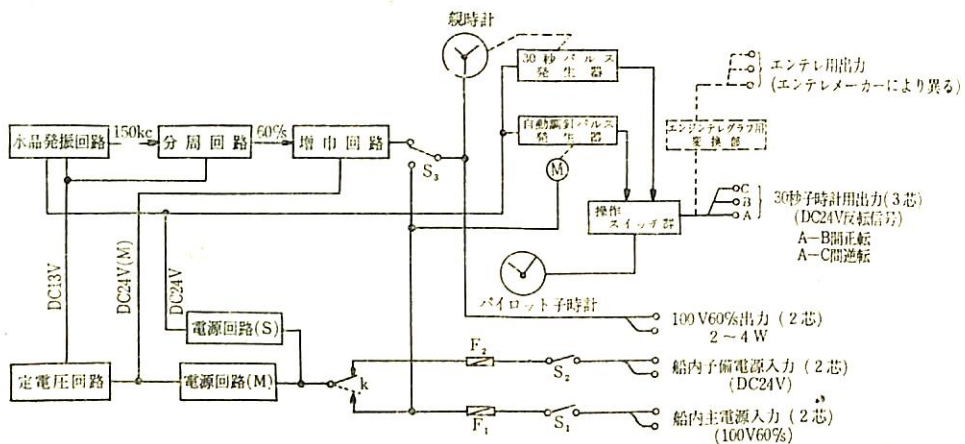 親時計
30秒パルス
発生器
エンテレ用出力
(エンテレメーカーにより異る)
水晶発振回路
150kc
分周回路
60%
増巾回路
自動調針パルス
発生器
エンジンテレグラフ用
変換部
S3
M
操作
スイッチ群
C
B
A
30秒子時計用出力(3芯)
(DC24V反転信号)
A-B間正転
A-C間逆転
DC13V
DC24V(M)
DC24V
パイロット子時計
電源回路(S)
100V60%出力(2芯)
2~4W
定電圧回路
電源回路(M)
k
F2
S2
船内予備電源入力(2芯)
(DC24V)
F1
S1
船内主電源入力(2芯)
(100V60%)